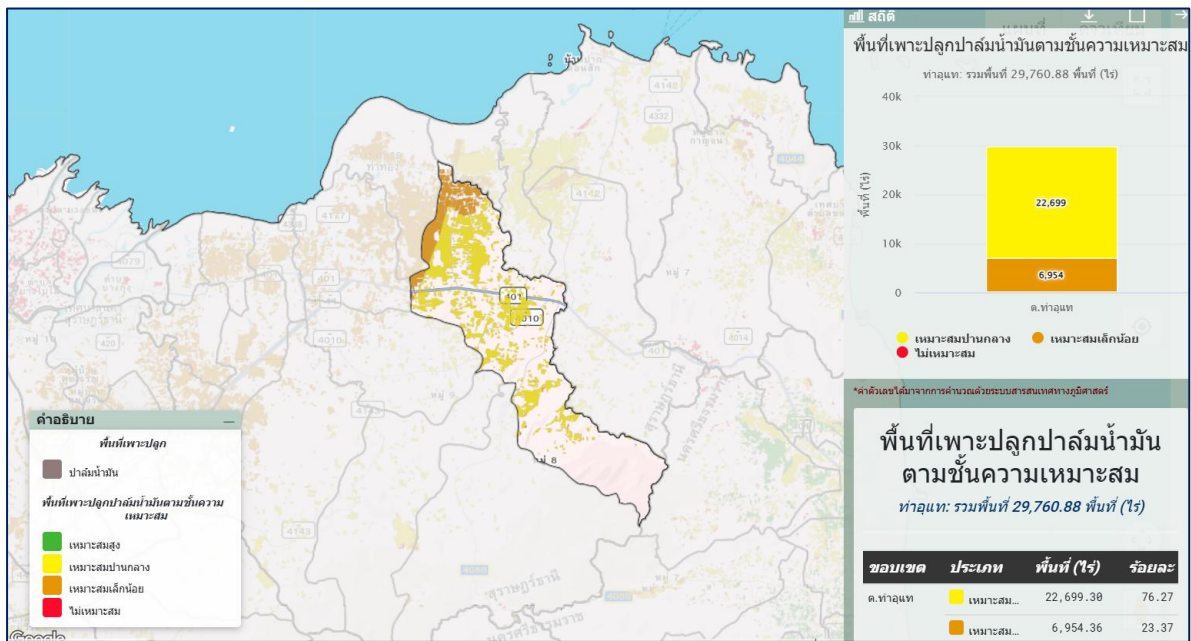 สถิติ
พื้นที่เพาะปลูกปาล์มน้ำมันตามชั้นความเหมาะสม
ท่าอุแท: รวมพื้นที่ 29,760.88 พื้นที่ (ไร่)
40k
30k
20k
10k
0
พื้นที่ (ไร่)
22,699
6,954
ต.ท่าอุแท
เหมาะสมปานกลาง
เหมาะสมเล็กน้อย
ไม่เหมาะสม
*ค่าตัวเลขได้มาจากการคำนวณด้วยระบบสารสนเทศทางภูมิศาสตร์
พื้นที่เพาะปลูกปาล์มน้ำมัน
ตามชั้นความเหมาะสม
ท่าอุแท: รวมพื้นที่ 29,760.88 พื้นที่ (ไร่)
ขอบเขต ประเภท พื้นที่ (ไร่) ร้อยละ
ต.ท่าอุแท เหมาะสม... 22,699.30 76.27
เหมาะสม... 6,954.36 23.37
4142
4332
4142
4127
401
4010
401
4010
401
4014
4143
420
4079
หมู่ 7
หมู่ 8
สุราษฎร์ธานี
นครศรีธรรมราช
คำอธิบาย
พื้นที่เพาะปลูก
ปาล์มน้ำมัน
พื้นที่เพาะปลูกปาล์มน้ำมันตามชั้นความ
เหมาะสม
เหมาะสมสูง
เหมาะสมปานกลาง
เหมาะสมเล็กน้อย
ไม่เหมาะสม
Google